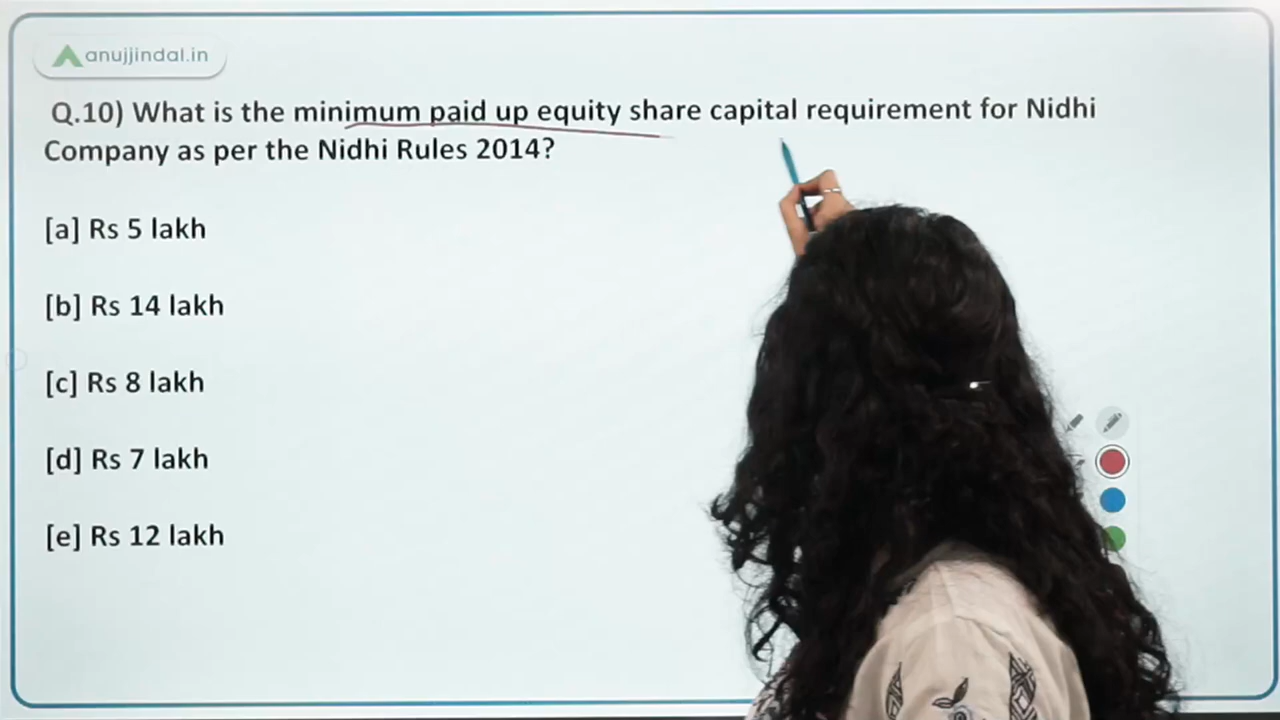 anujjindal.in
Q.10) What is the minimum paid up equity share capital requirement for Nidhi
Company as per the Nidhi Rules 2014?
[a] Rs 5 lakh
[b] Rs 14 lakh
[c] Rs 8 lakh
[d] Rs 7 lakh
[e] Rs 12 lakh